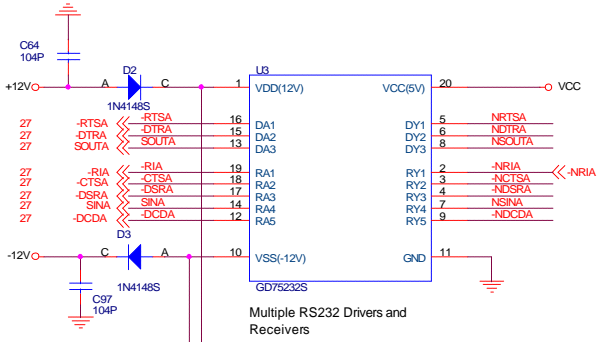 C64
104P
U3
D2
+12V A C 1 VDD(12V) VCC(5V) 20 VCC
1N4148S
27 -RTSA -RTSA 16 DA1 DY1 5 NRTSA
27 -DTRA -DTRA 15 DA2 DY2 6 NDTRA
27 SOUTA SOUTA 13 DA3 DY3 8 NSOUTA
27 -RIA -RIA 19 RA1 RY1 2 -NRIA -NRIA
27 -CTSA -CTSA 18 RA2 RY2 3 -NCTSA
27 -DSRA -DSRA 17 RA3 RY3 4 -NDSRA
27 SINA SINA 14 RA4 RY4 7 NSINA
27 -DCDA -DCDA 12 RA5 RY5 9 -NDCDA
D3
-12V C A 10 VSS(-12V) GND 11
1N4148S GD75232S
C97
104P
Multiple RS232 Drivers and
Receivers